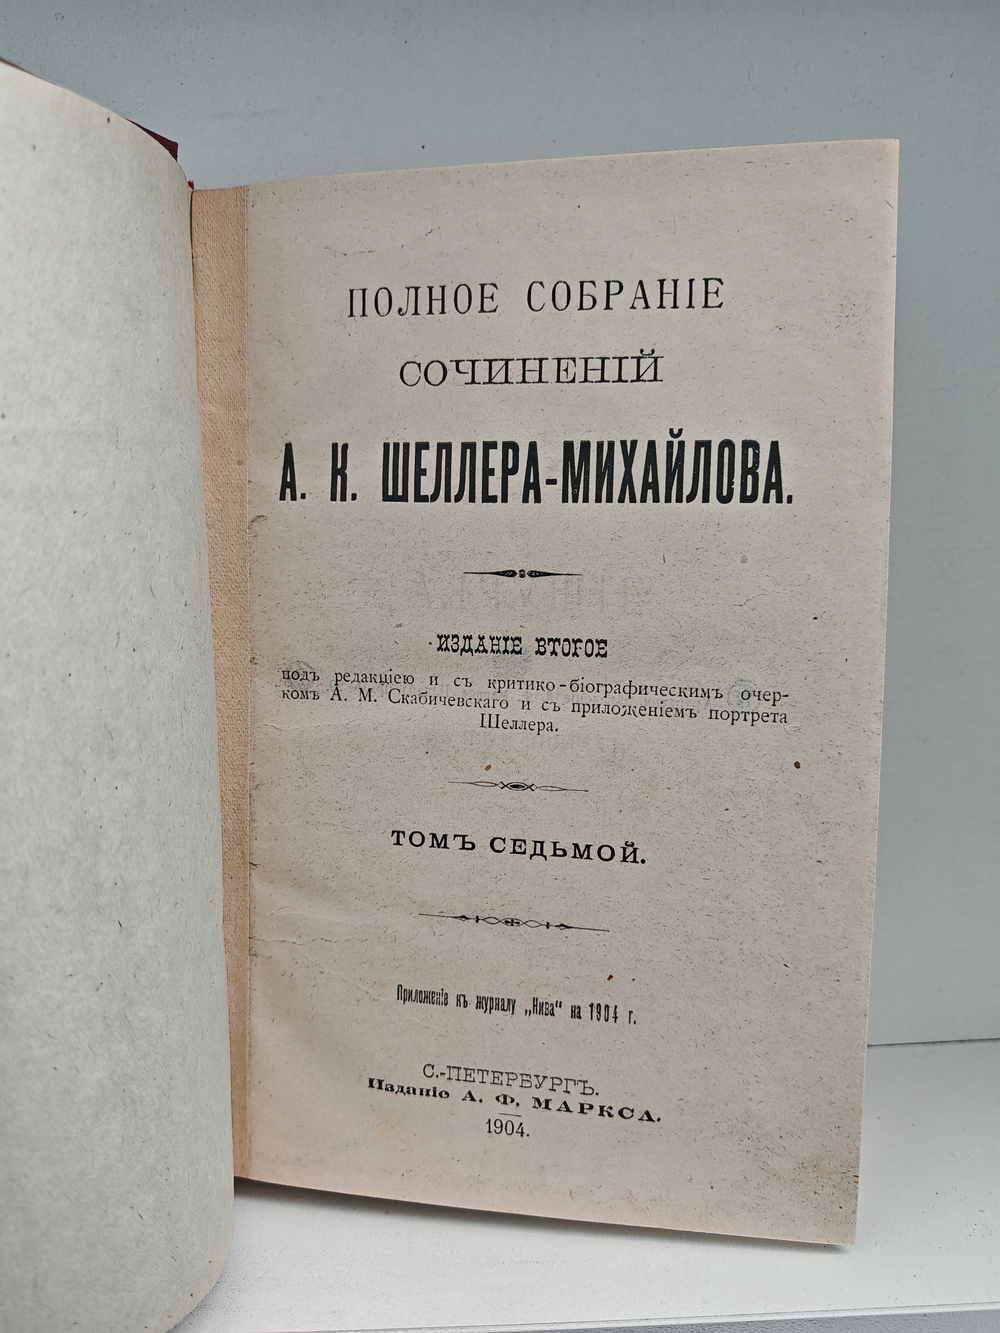 ПОЛНОЕ СОБРАНІЕ
СОЧИНЕНІЙ
А. К. ШЕЛЛЕРА-МИХАЙЛОВА.
ИЗДАНІЕ ВТОРОЕ
подъ редакціею и съ критико-біографическимъ очер-
комъ А. М. Скабичевскаго и съ приложеніемъ портрета
Шеллера.
ТОМЪ СЕДЬМОЙ.
Приложеніе къ журналу „Нива“ на 1904 г.
С.-ПЕТЕРБУРГЪ.
Изданіе А. Ф. МАРКСА.
1904.